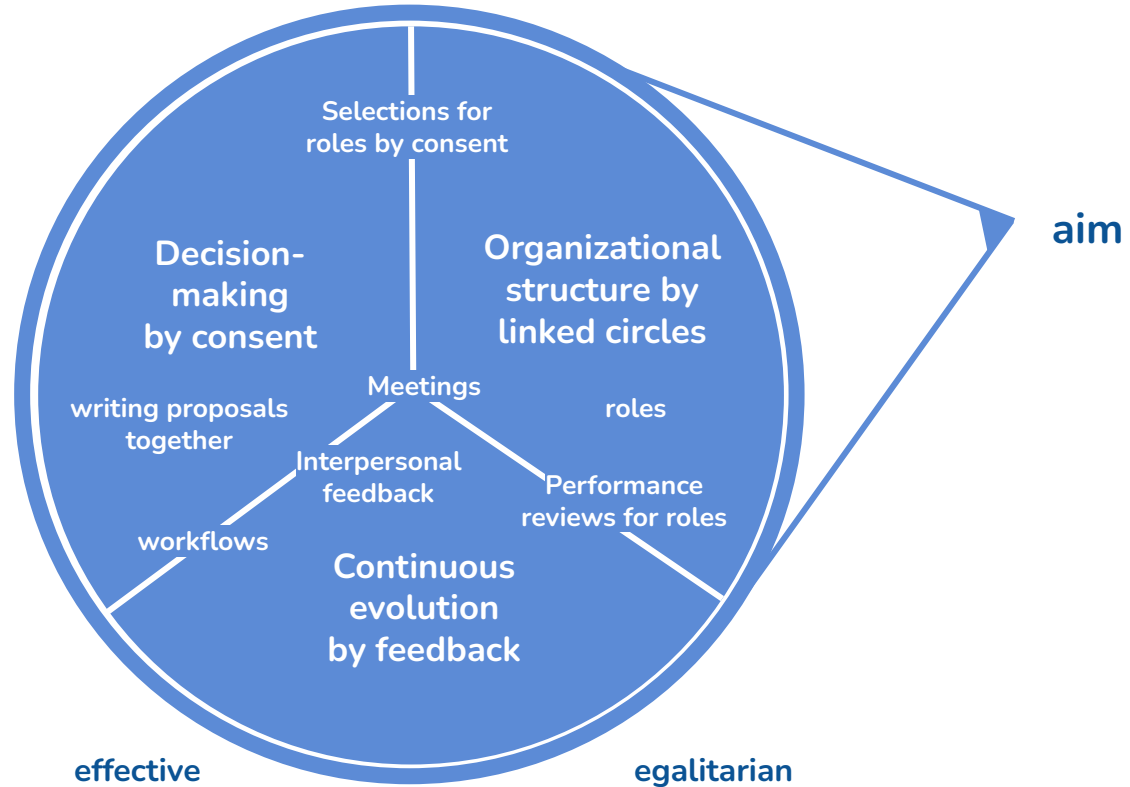 Selections for
roles by consent
Decision-
making
by consent
Organizational
structure by
linked circles
aim
Meetings
writing proposals
together
roles
Interpersonal
feedback
Performance
reviews for roles
workflows
Continuous
evolution
by feedback
effective
egalitarian